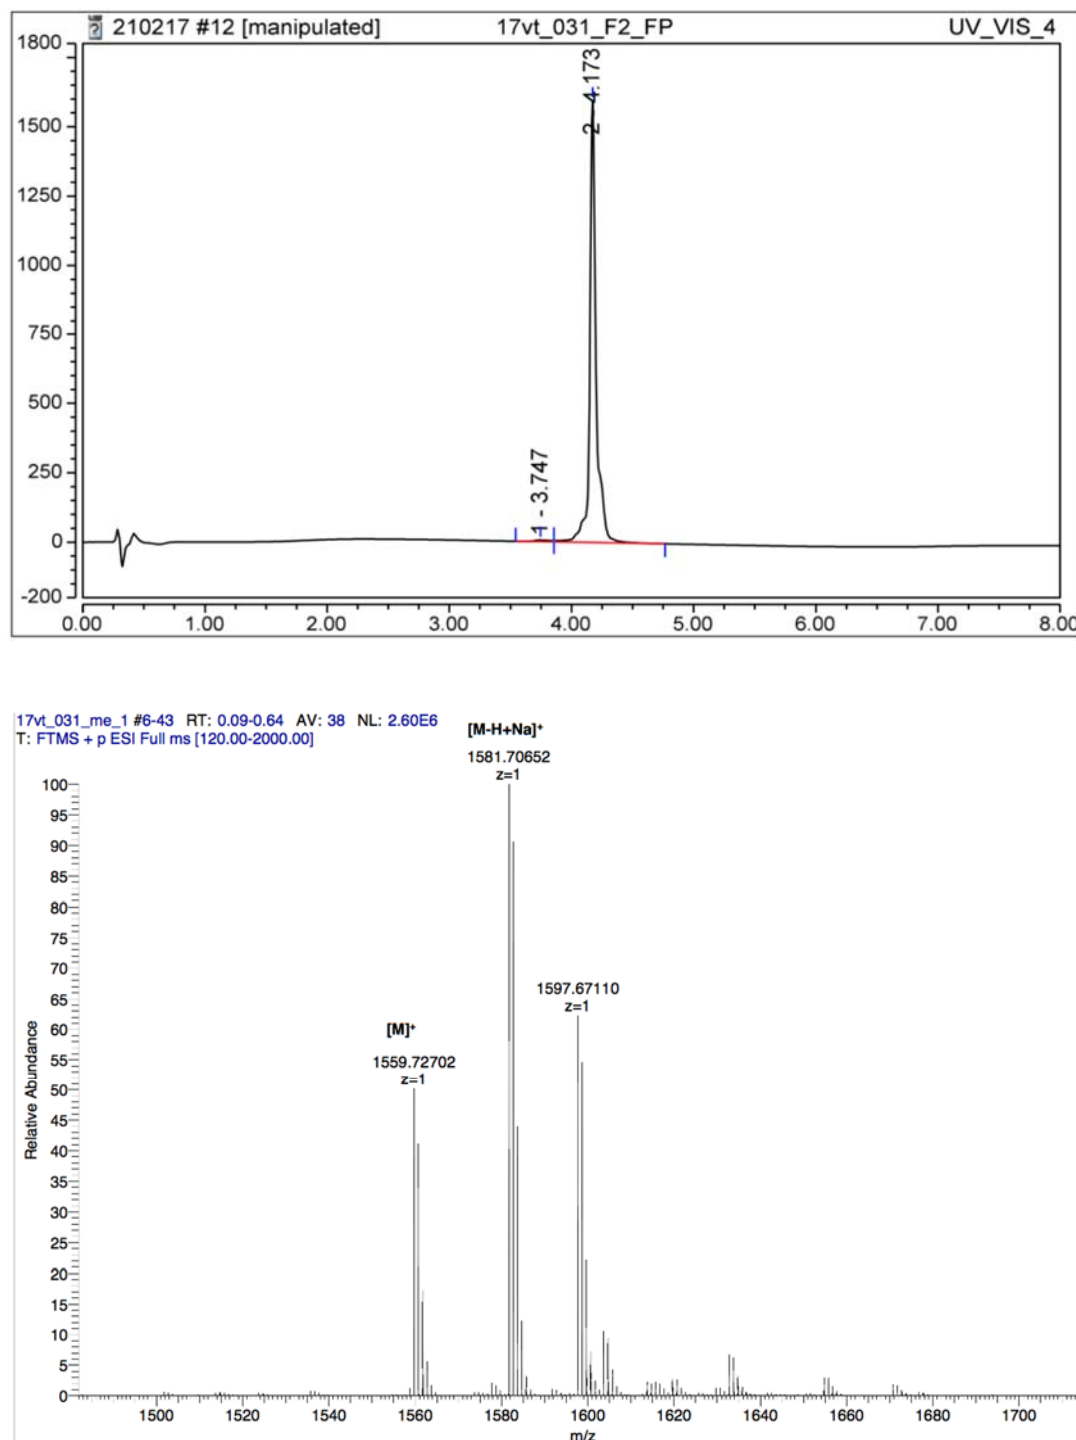 210217 #12 [manipulated] 17vt_031_F2_FP UV_VIS_4
1800
1500
1250
1000
750
500
250
0
-200
2 - 4.173
1 - 3.747
0.00 1.00 2.00 3.00 4.00 5.00 6.00 7.00 8.00
17vt_031_me_1 #6-43 RT: 0.09-0.64 AV: 38 NL: 2.60E6
T: FTMS + p ESI Full ms [120.00-2000.00]
[M-H+Na]⁺
1581.70652
z=1
1597.67110
z=1
[M]⁺
1559.72702
z=1
Relative Abundance
100
95
90
85
80
75
70
65
60
55
50
45
40
35
30
25
20
15
10
5
0
1500 1520 1540 1560 1580 1600 1620 1640 1660 1680 1700
m/z